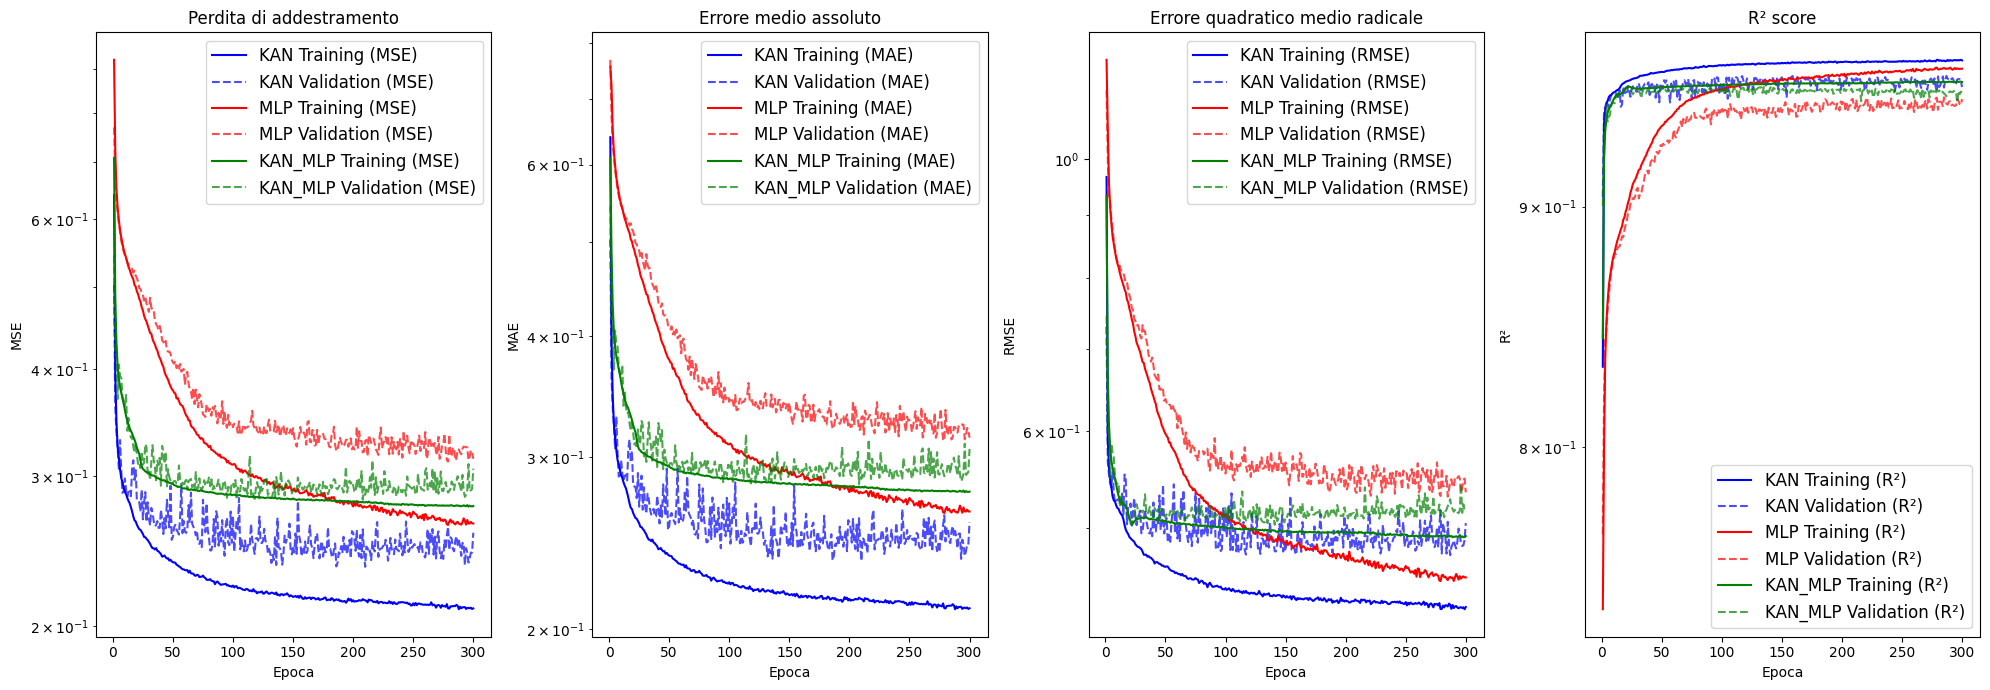 Perdita di addestramento
KAN Training (MSE)
KAN Validation (MSE)
MLP Training (MSE)
MLP Validation (MSE)
KAN_MLP Training (MSE)
KAN_MLP Validation (MSE)
MSE
6 × 10⁻¹
4 × 10⁻¹
3 × 10⁻¹
2 × 10⁻¹
0 50 100 150 200 250 300
Epoca
Errore medio assoluto
KAN Training (MAE)
KAN Validation (MAE)
MLP Training (MAE)
MLP Validation (MAE)
KAN_MLP Training (MAE)
KAN_MLP Validation (MAE)
MAE
6 × 10⁻¹
4 × 10⁻¹
3 × 10⁻¹
2 × 10⁻¹
0 50 100 150 200 250 300
Epoca
Errore quadratico medio radicale
KAN Training (RMSE)
KAN Validation (RMSE)
MLP Training (RMSE)
MLP Validation (RMSE)
KAN_MLP Training (RMSE)
KAN_MLP Validation (RMSE)
RMSE
10⁰
6 × 10⁻¹
0 50 100 150 200 250 300
Epoca
R² score
R²
9 × 10⁻¹
8 × 10⁻¹
KAN Training (R²)
KAN Validation (R²)
MLP Training (R²)
MLP Validation (R²)
KAN_MLP Training (R²)
KAN_MLP Validation (R²)
0 50 100 150 200 250 300
Epoca